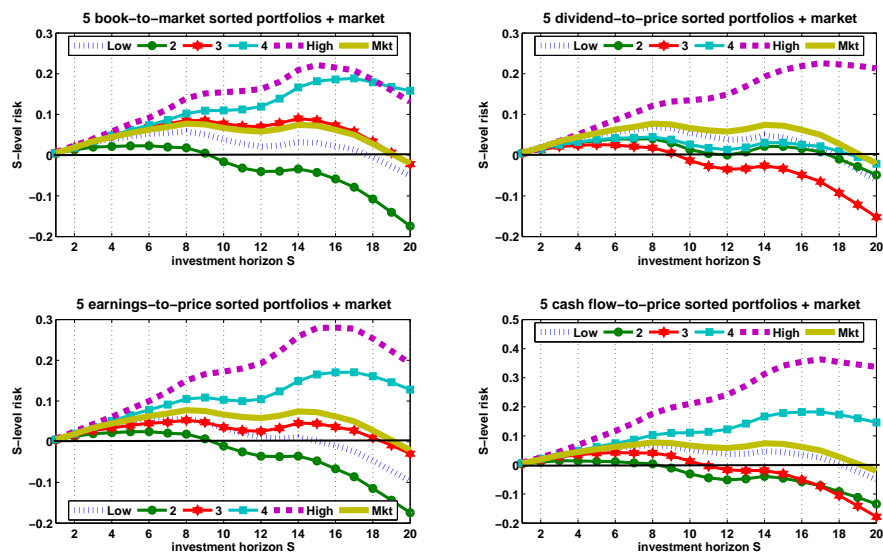 5 book−to−market sorted portfolios + market
0.3
Low 2 3 4 High Mkt
0.2
0.1
0
−0.1
−0.2
S−level risk
2 4 6 8 10 12 14 16 18 20
investment horizon S
5 dividend−to−price sorted portfolios + market
0.3
Low 2 3 4 High Mkt
0.2
0.1
0
−0.1
−0.2
S−level risk
2 4 6 8 10 12 14 16 18 20
investment horizon S
5 earnings−to−price sorted portfolios + market
0.3
0.2
0.1
0
−0.1
Low 2 3 4 High Mkt
−0.2
S−level risk
2 4 6 8 10 12 14 16 18 20
investment horizon S
5 cash flow−to−price sorted portfolios + market
0.5
Low 2 3 4 High Mkt
0.4
0.3
0.2
0.1
0
−0.1
−0.2
S−level risk
2 4 6 8 10 12 14 16 18 20
investment horizon S